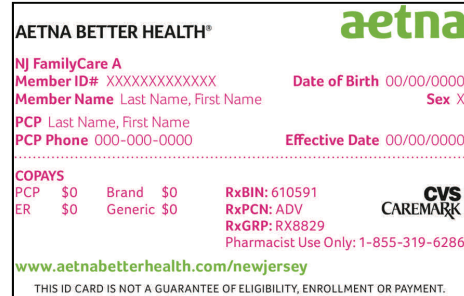 AETNA BETTER HEALTH®
aetna
NJ FamilyCare A
Member ID# XXXXXXXXXXXXX Date of Birth 00/00/0000
Member Name Last Name, First Name Sex X
PCP Last Name, First Name
PCP Phone 000-000-0000 Effective Date 00/00/0000
COPAYS
PCP $0 Brand $0 RxBIN: 610591
ER $0 Generic $0 RxPCN: ADV
RxGRP: RX8829
CVS
CAREMARK
Pharmacist Use Only: 1-855-319-6286
www.aetnabetterhealth.com/newjersey
THIS ID CARD IS NOT A GUARANTEE OF ELIGIBILITY, ENROLLMENT OR PAYMENT.